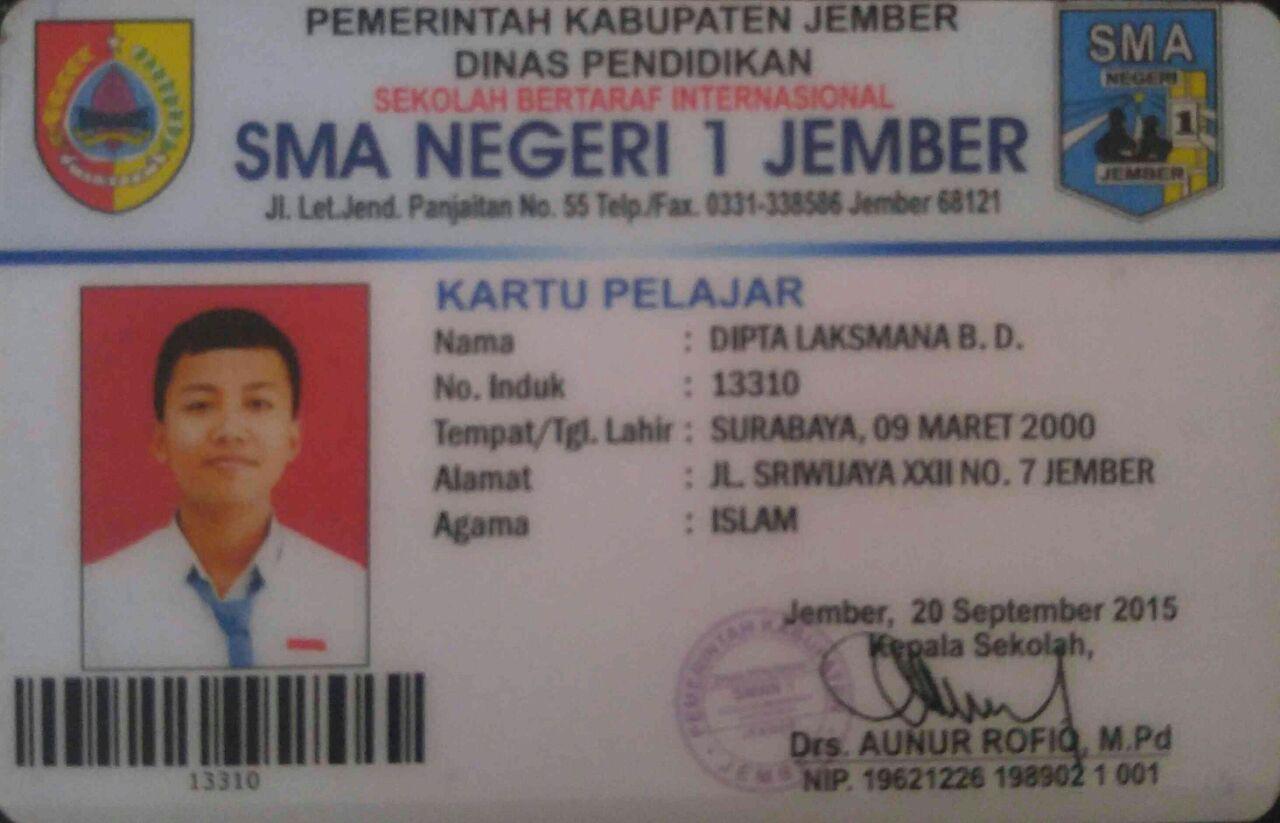 PEMERINTAH KABUPATEN JEMBER
DINAS PENDIDIKAN
SEKOLAH BERTARAF INTERNASIONAL
SMA NEGERI 1 JEMBER
Jl. Let.Jend. Panjaitan No. 55 Telp./Fax. 0331-338586 Jember 68121
SMA
NEGERI
1
JEMBER
KARTU PELAJAR
Nama : DIPTA LAKSMANA B. D.
No. Induk : 13310
Tempat/Tgl. Lahir : SURABAYA, 09 MARET 2000
Alamat : JL. SRIWIJAYA XXII NO. 7 JEMBER
Agama : ISLAM
Jember, 20 September 2015
Kepala Sekolah,
PEMERINTAH KABUPATEN
JEMBER
Drs. AUNUR ROFIQ, M.Pd
NIP. 19621226 198902 1 001
13310